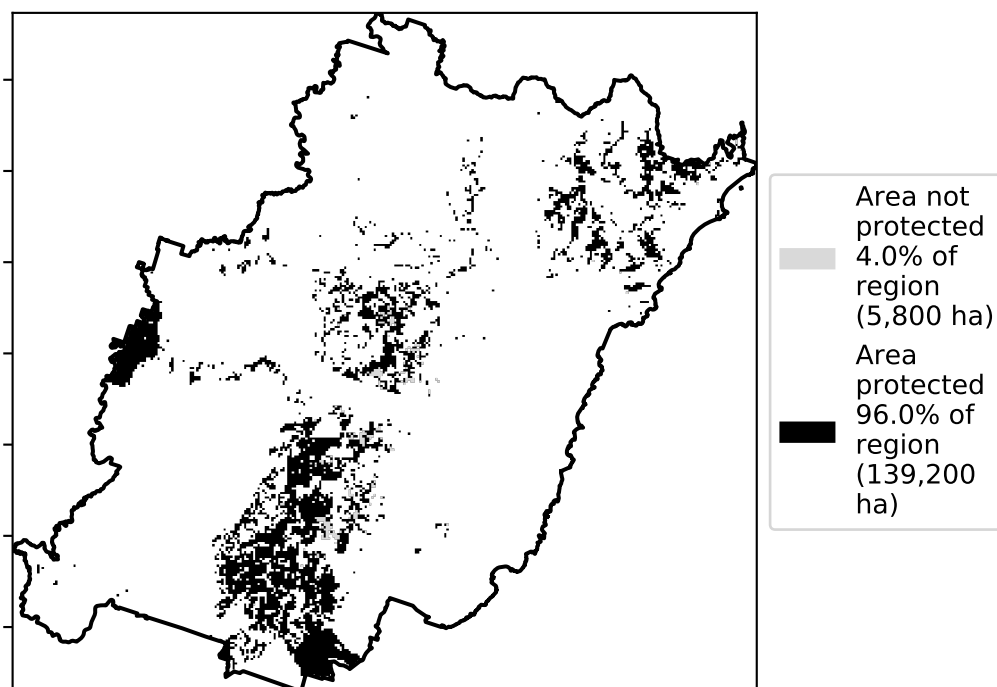 Area not
protected
4.0% of
region
(5,800 ha)
Area
protected
96.0% of
region
(139,200
ha)